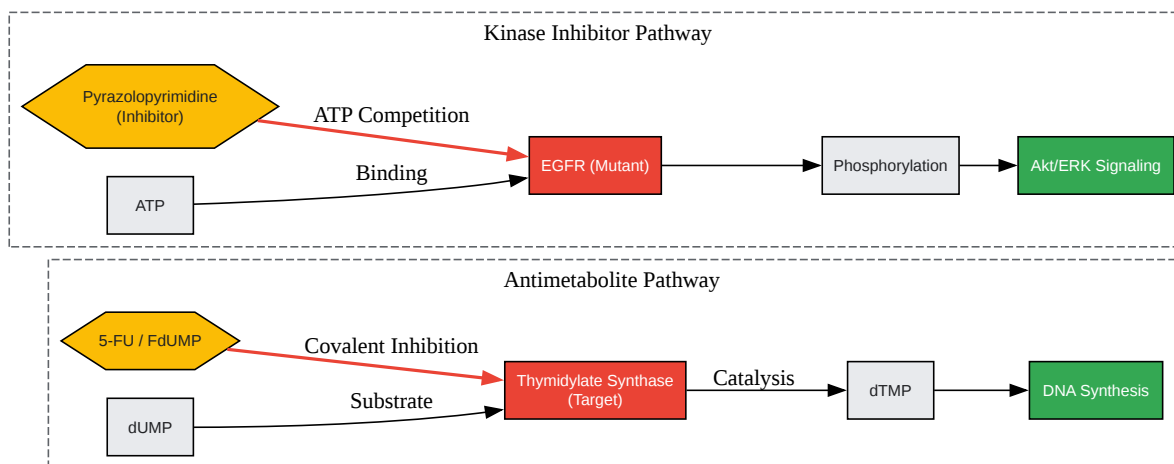 Kinase Inhibitor Pathway
Pyrazolopyrimidine
(Inhibitor)
ATP Competition
EGFR (Mutant)
Phosphorylation
Akt/ERK Signaling
Binding
ATP
Antimetabolite Pathway
5-FU / FdUMP
Covalent Inhibition
Thymidylate Synthase
(Target)
Catalysis
dTMP
DNA Synthesis
Substrate
dUMP